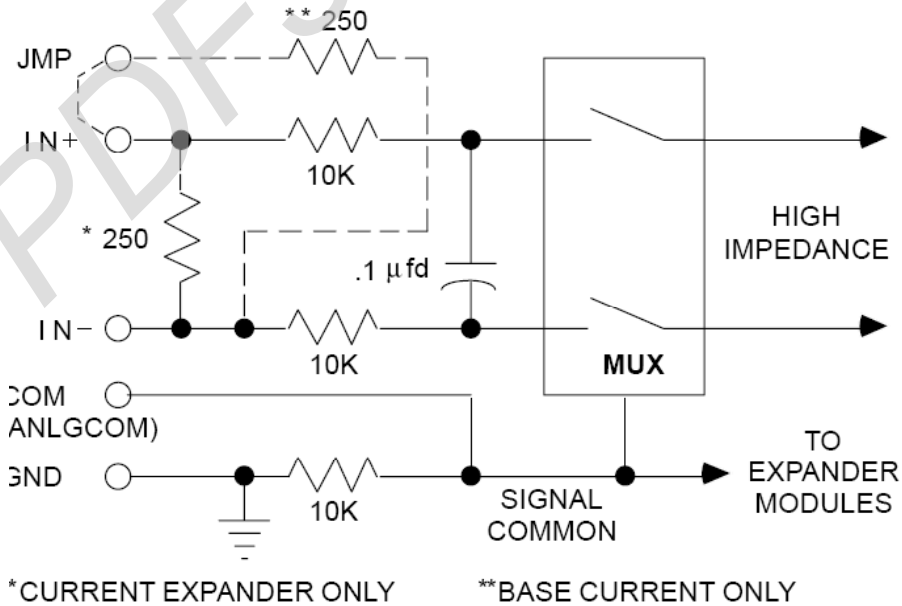 ** 250
JMP
IN+
10K
* 250
.1 μfd
HIGH
IMPEDANCE
IN−
10K
MUX
COM
(ANLGCOM)
GND
10K
SIGNAL
COMMON
TO
EXPANDER
MODULES
*CURRENT EXPANDER ONLY
**BASE CURRENT ONLY